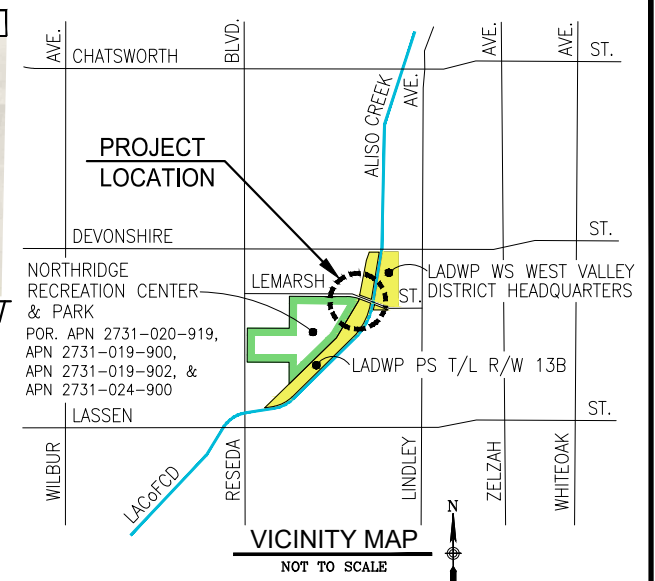 AVE.
BLVD.
AVE.
AVE.
AVE.
CHATSWORTH
ST.
ALISO CREEK
PROJECT
LOCATION
DEVONSHIRE
ST.
NORTHRIDGE
RECREATION CENTER
& PARK
POR. APN 2731-020-919,
APN 2731-019-900,
APN 2731-019-902, &
APN 2731-024-900
LEMARSH
ST.
LADWP WS WEST VALLEY
DISTRICT HEADQUARTERS
LADWP PS T/L R/W 13B
LASSEN
ST.
WILBUR
LACoFCD
RESEDA
LINDLEY
ZELZAH
WHITEOAK
N
VICINITY MAP
NOT TO SCALE